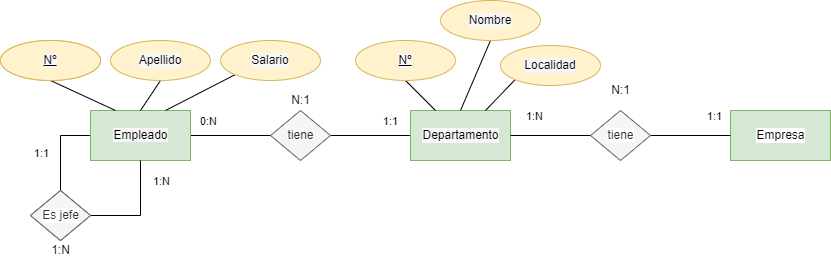 Nombre
Nº
Apellido
Salario
Nº
Localidad
N:1
N:1
0:N
1:1
1:N
1:1
Empleado
tiene
Departamento
tiene
Empresa
1:1
1:N
Es jefe
1:N